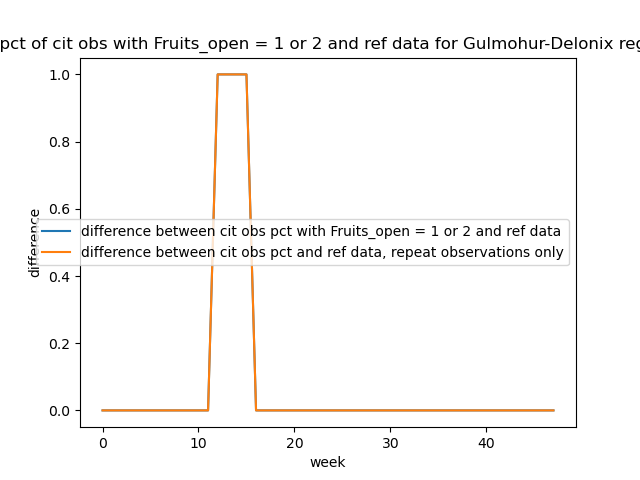 pct of cit obs with Fruits_open = 1 or 2 and ref data for Gulmohur-Delonix
1.0
0.8
0.6
0.4
0.2
0.0
difference
difference between cit obs pct with Fruits_open = 1 or 2 and ref data
difference between cit obs pct and ref data, repeat observations only
0 10 20 30 40
week